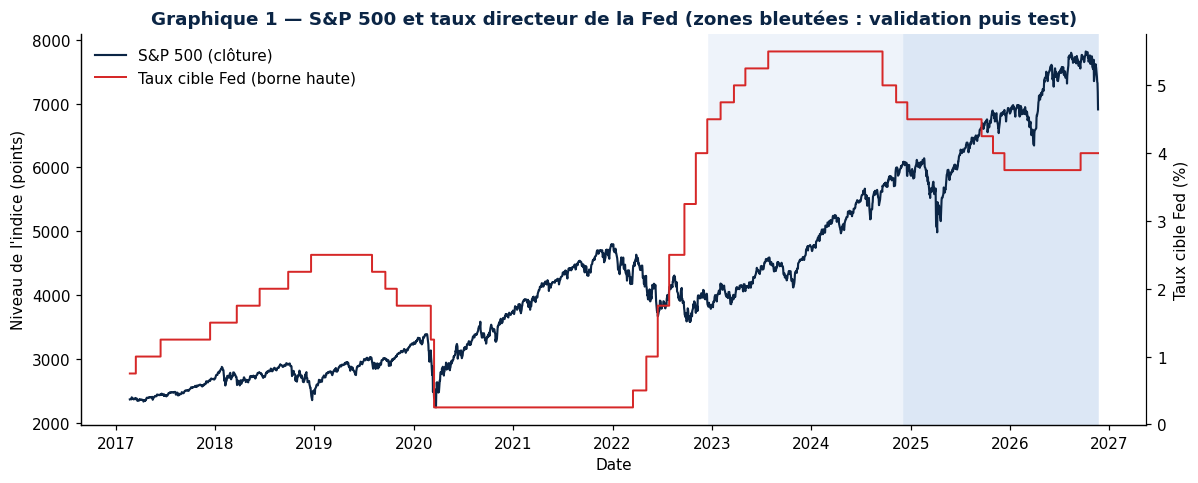 Graphique 1 — S&P 500 et taux directeur de la Fed (zones bleutées : validation puis test)
S&P 500 (clôture)
Taux cible Fed (borne haute)
Niveau de l'indice (points)
8000
7000
6000
5000
4000
3000
2000
5
4
3
2
1
0
Taux cible Fed (%)
2017 2018 2019 2020 2021 2022 2023 2024 2025 2026 2027
Date